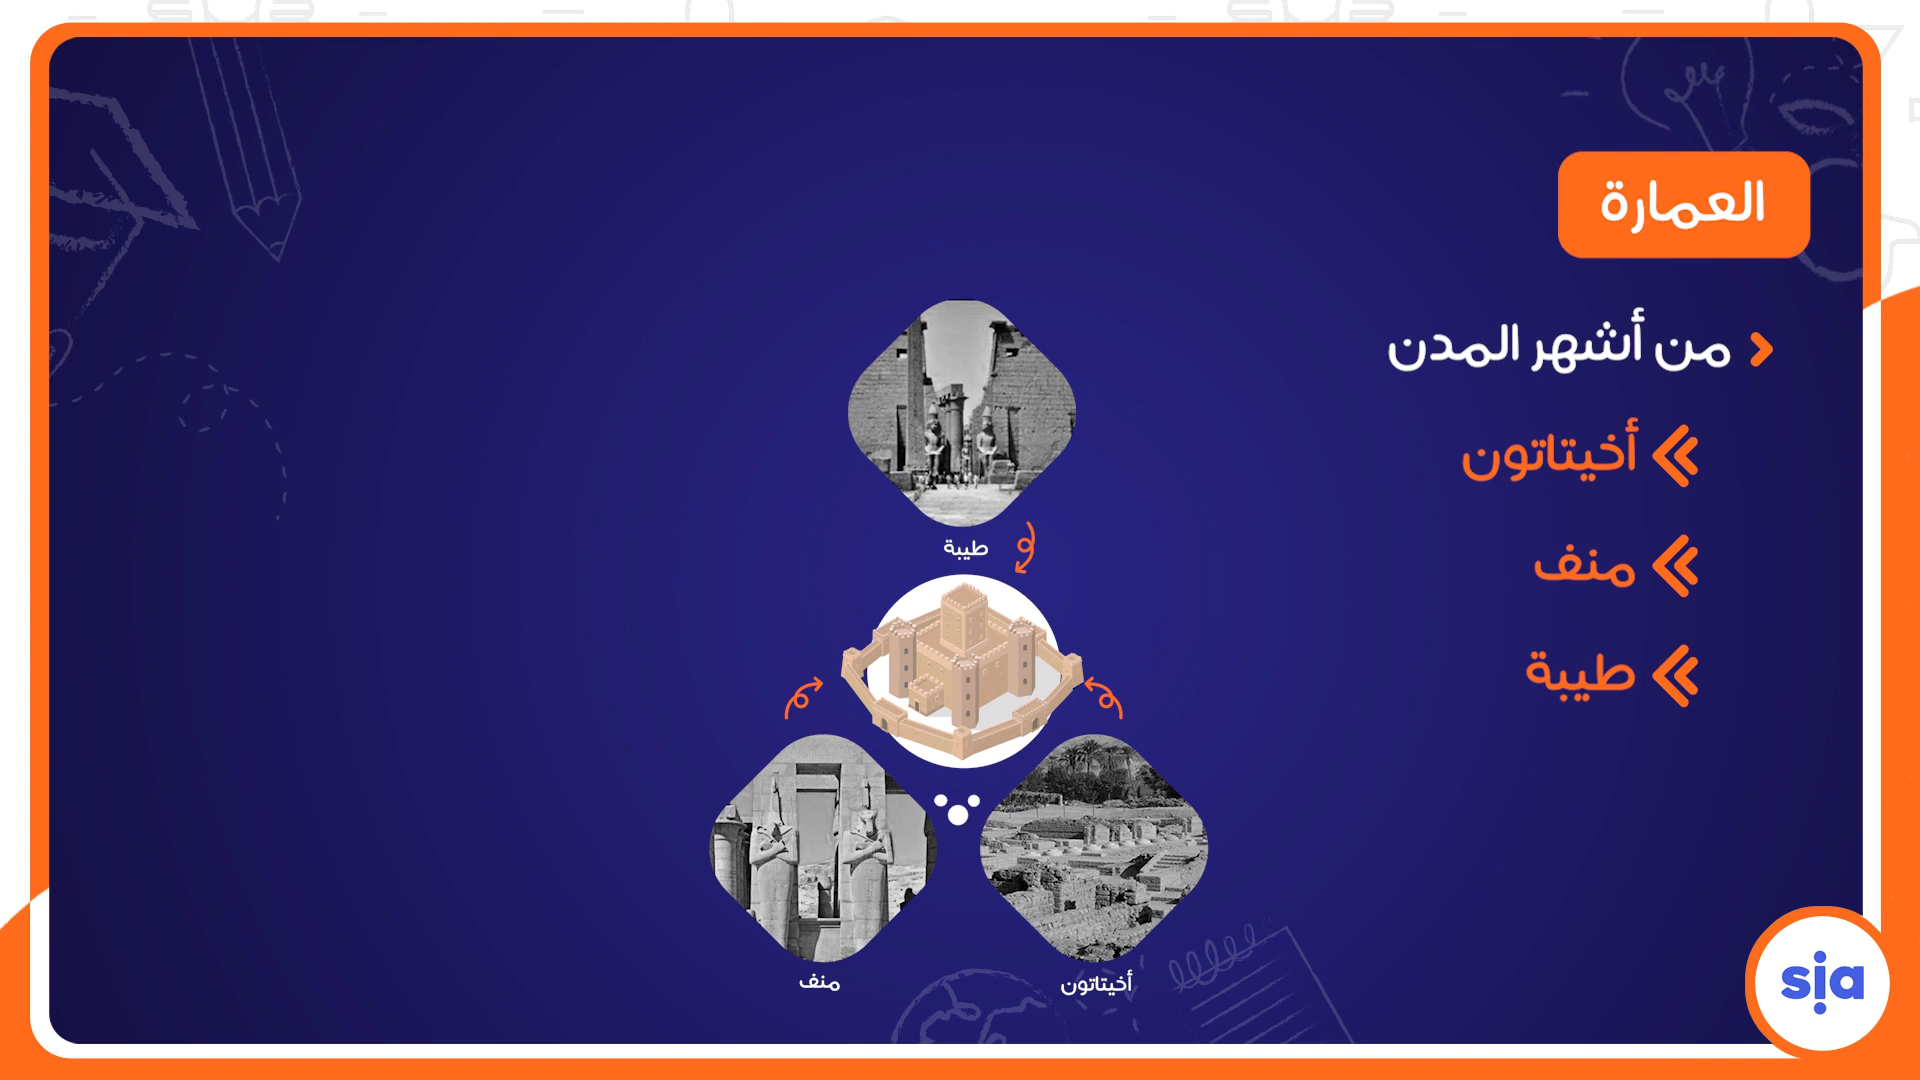 العمارة
من أشهر المدن
أخيتاتون
منف
طيبة
طيبة
أخيتاتون
منف
sia